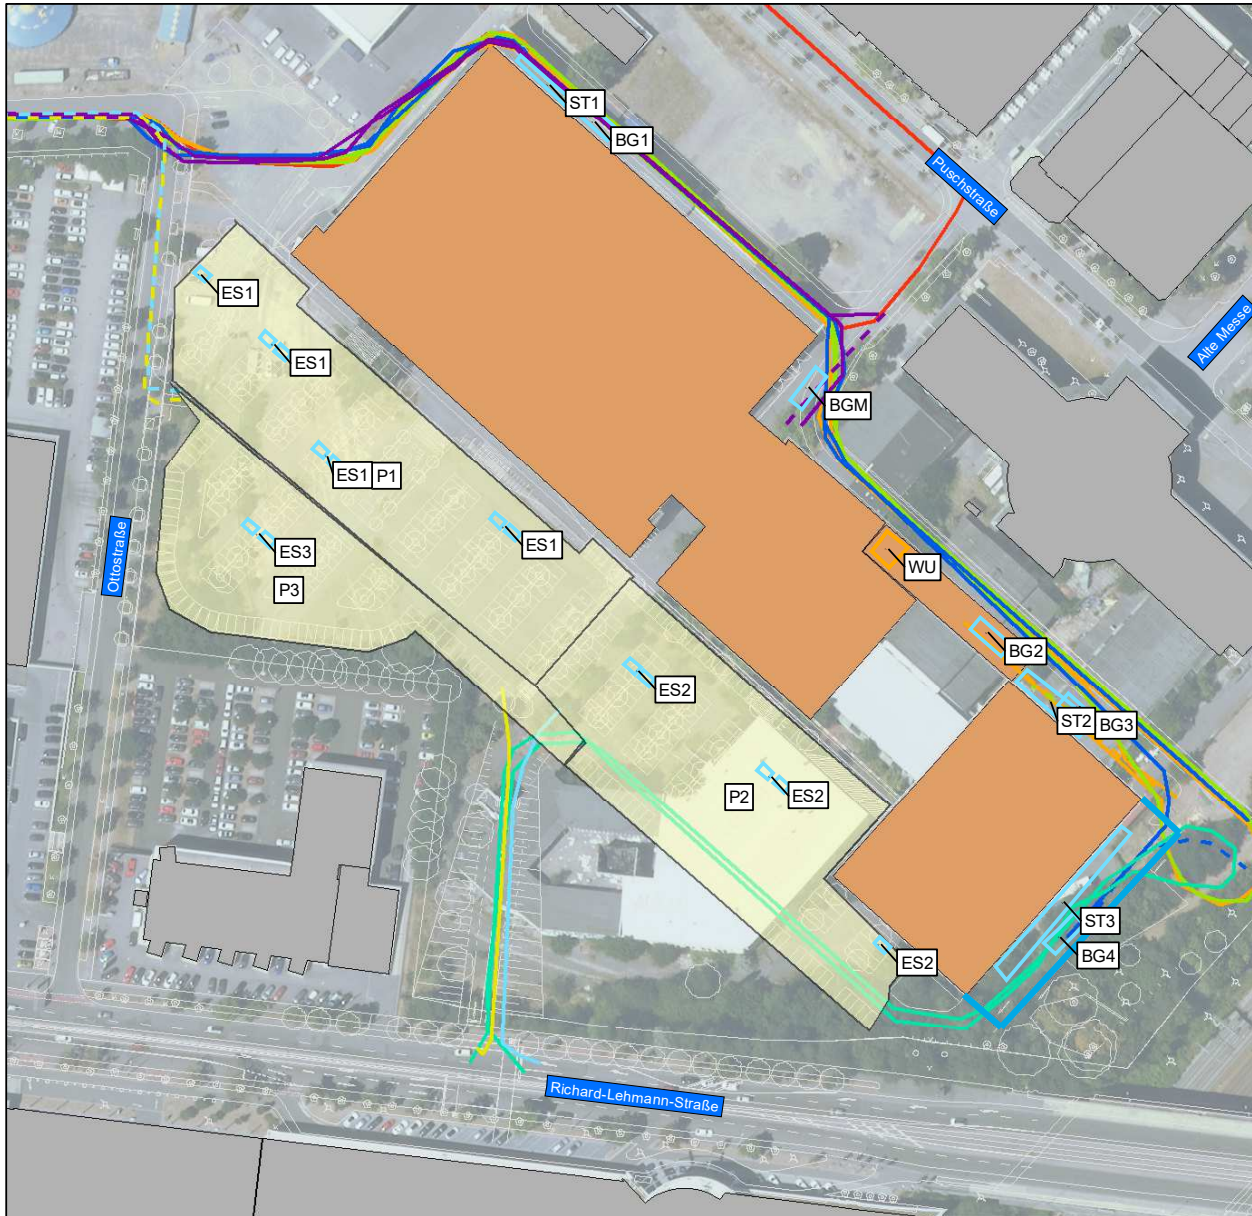 ST1
BG1
Puschstraße
ES1
Alte Messe
ES1
BGM
ES1
P1
ES1
ES3
WU
Ottostraße
P3
BG2
ES2
ST2
BG3
P2
ES2
ST3
BG4
ES2
Richard-Lehmann-Straße